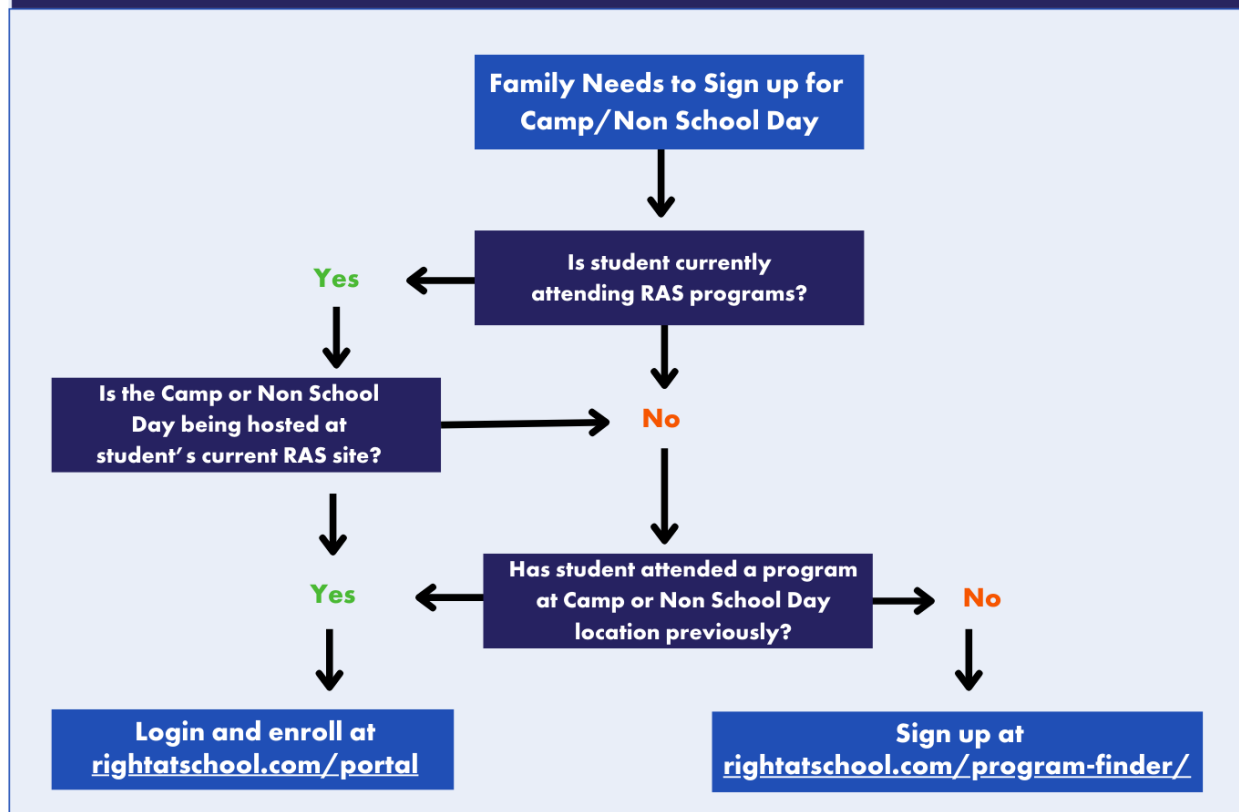 Family Needs to Sign up for
Camp/Non School Day
Is student currently
attending RAS programs?
Yes
Is the Camp or Non School
Day being hosted at
student's current RAS site?
No
Has student attended a program
at Camp or Non School Day
location previously?
Yes
No
Login and enroll at
rightatschool.com/portal
Sign up at
rightatschool.com/program-finder/